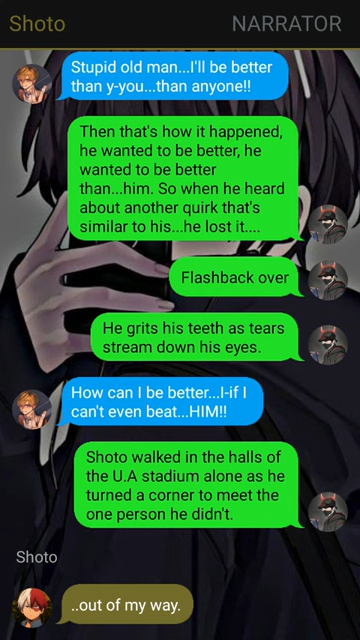 Shoto NARRATOR
Stupid old man...I'll be better
than y-you...than anyone!!
Then that's how it happened,
he wanted to be better, he
wanted to be better
than...him. So when he heard
about another quirk that's
similar to his...he lost it....
Flashback over
He grits his teeth as tears
stream down his eyes.
How can I be better...I-if I
can't even beat...HIM!!
Shoto walked in the halls of
the U.A stadium alone as he
turned a corner to meet the
one person he didn't.
Shoto
..out of my way.